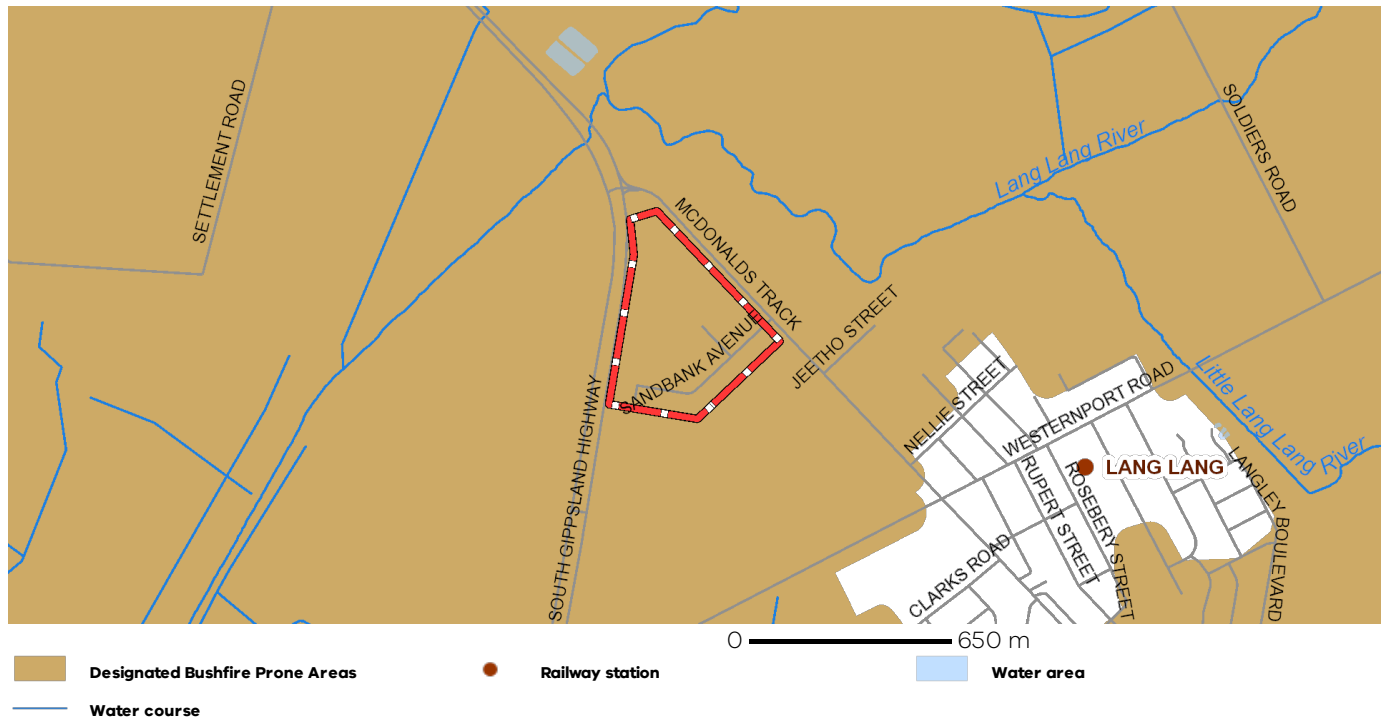 SETTLEMENT ROAD
SOLDIERS ROAD
Lang Lang River
MCDONALDS TRACK
JEETHO STREET
SANDBANK AVENUE
SOUTH GIPPSLAND HIGHWAY
NELLIE STREET
WESTERNPORT ROAD
Little Lang Lang River
LANG LANG
RUPERT STREET
ROSEBERY STREET
LANGLEY BOULEVARD
CLARKS ROAD
0 650 m
Designated Bushfire Prone Areas
Railway station
Water area
Water course